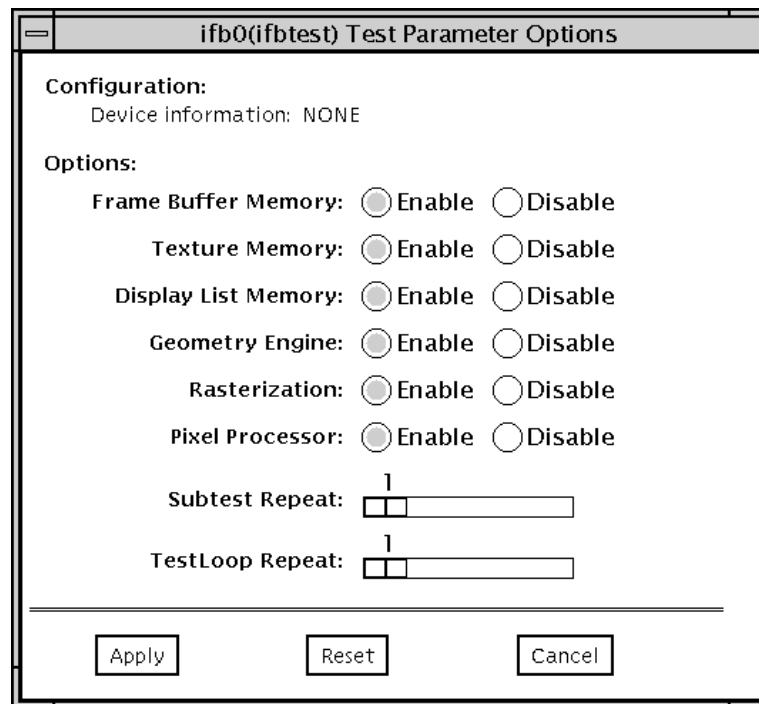 ifb0(ifbtest) Test Parameter Options
Configuration:
Device information: NONE
Options:
Frame Buffer Memory: Enable Disable
Texture Memory: Enable Disable
Display List Memory: Enable Disable
Geometry Engine: Enable Disable
Rasterization: Enable Disable
Pixel Processor: Enable Disable
1
Subtest Repeat:
1
TestLoop Repeat:
Apply Reset Cancel